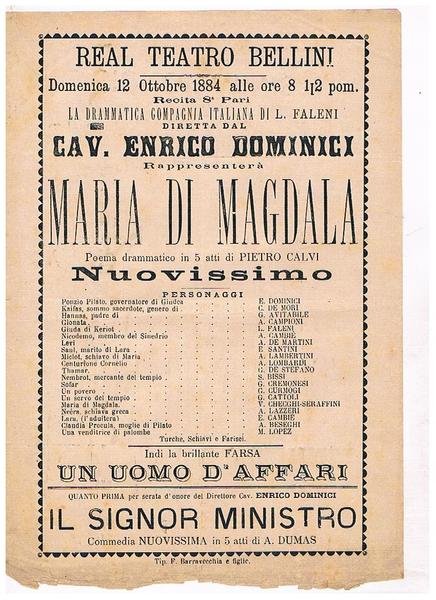 REAL TEATRO BELLINI
Domenica 12 Ottobre 1884 alle ore 8 1|2 pom.
Recita 8ª Pari
LA DRAMMATICA COMPAGNIA ITALIANA DI L. FALENI
DIRETTA DAL
CAV. ENRICO DOMINICI
Rappresenterà
MARIA DI MAGDALA
Poema drammatico in 5 atti di PIETRO CALVI
Nuovissimo
PERSONAGGI
Ponzio Pilato, governatore di Giudea E. DOMINICI
Kaifas, sommo sacerdote, genero di C. DE MORI
Hannas, padre di G. AVITABILE
Gionata A. CAMPIONI
Giuda di Keriot L. FALENI
Nicodemo, membro del Sinedrio A. CAMBIÈ
Levi A. DE MARTINI
Saul, marito di Lara E. SANTINI
Miclet, schiavo di Maria A. LAMBERTINI
Centurione Cornelio A. LOMBARDI
Thamar G. DE STEFANO
Nembrot, mercante del tempio S. BISSI
Sofar G. CREMONESI
Un povero G. CURMOGI
Un servo del tempio G. CATTOLI
Maria di Magdala V. CHECCHI-SERAFFINI
Neèra, schiava greca A. LAZZERI
Lara, (l'adultera) E. CAMBIÈ
Claudia Procula, moglie di Pilato A. BESEGHI
Una venditrice di palombe M. LOPEZ
Turche, Schiavi e Farisei.
Indi la brillante FARSA
UN UOMO D'AFFARI
QUANTO PRIMA per serata d'onore del Direttore Cav. ENRICO DOMINICI
IL SIGNOR MINISTRO
Commedia NUOVISSIMA in 5 atti di A. DUMAS
Tip. F. Barravecchia e figlio.